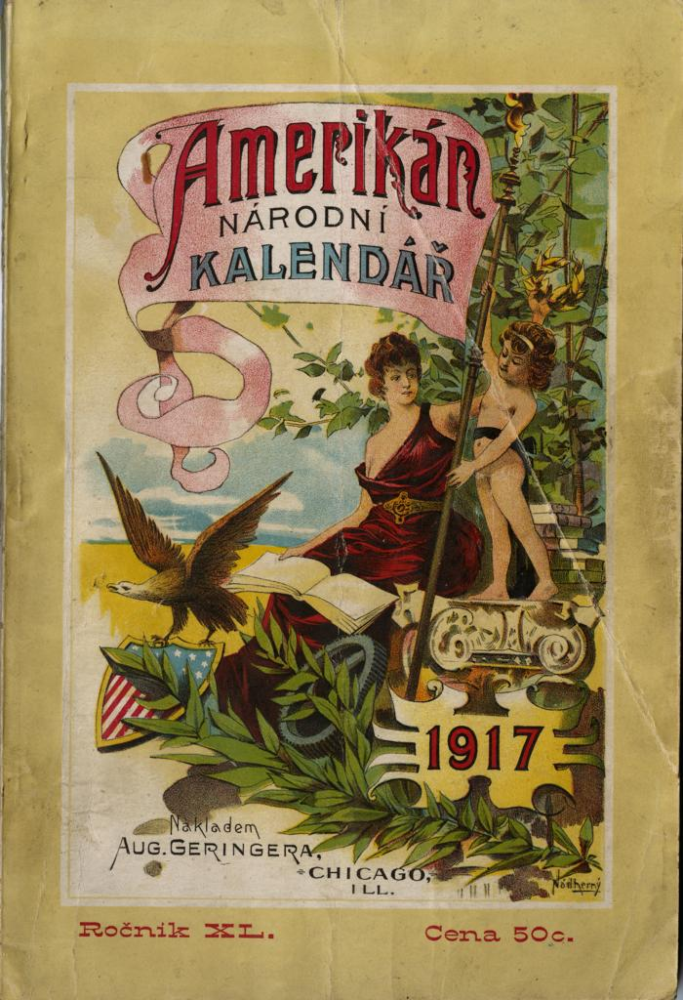 Amerikán
NÁRODNÍ
KALENDÁŘ
1917
Nákladem
AUG. GERINGERA,
CHICAGO,
ILL.
Nádherný
Ročník XL.
Cena 50c.